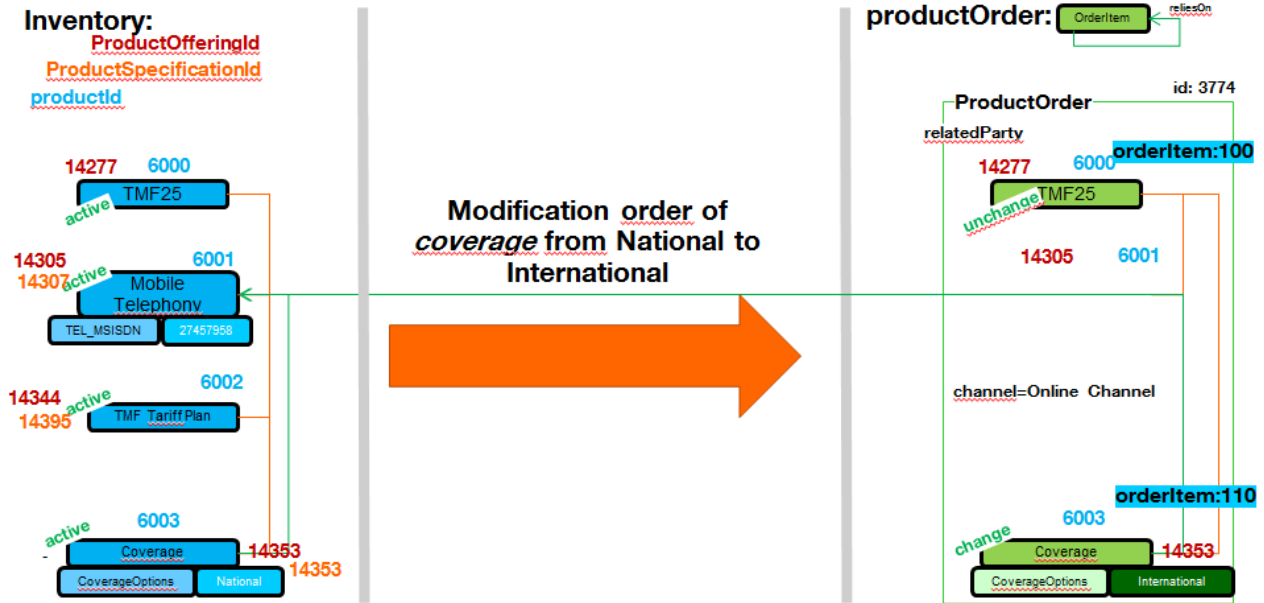 Inventory:
ProductOfferingId
ProductSpecificationId
productId
14277 6000
TMF25
active
14305 6001
14307 active
Mobile
Telephony
TEL_MSISDN 27457958
6002
14344 active
14395 TMF TariffPlan
6003
active
- Coverage 14353
14353
CoverageOptions National
Modification order of
coverage from National to
International
productOrder: OrderItem reliesOn
id: 3774
ProductOrder
relatedParty
14277 6000 orderItem:100
TMF25
unchange
14305 6001
channel=Online Channel
orderItem:110
6003
change
Coverage 14353
CoverageOptions International